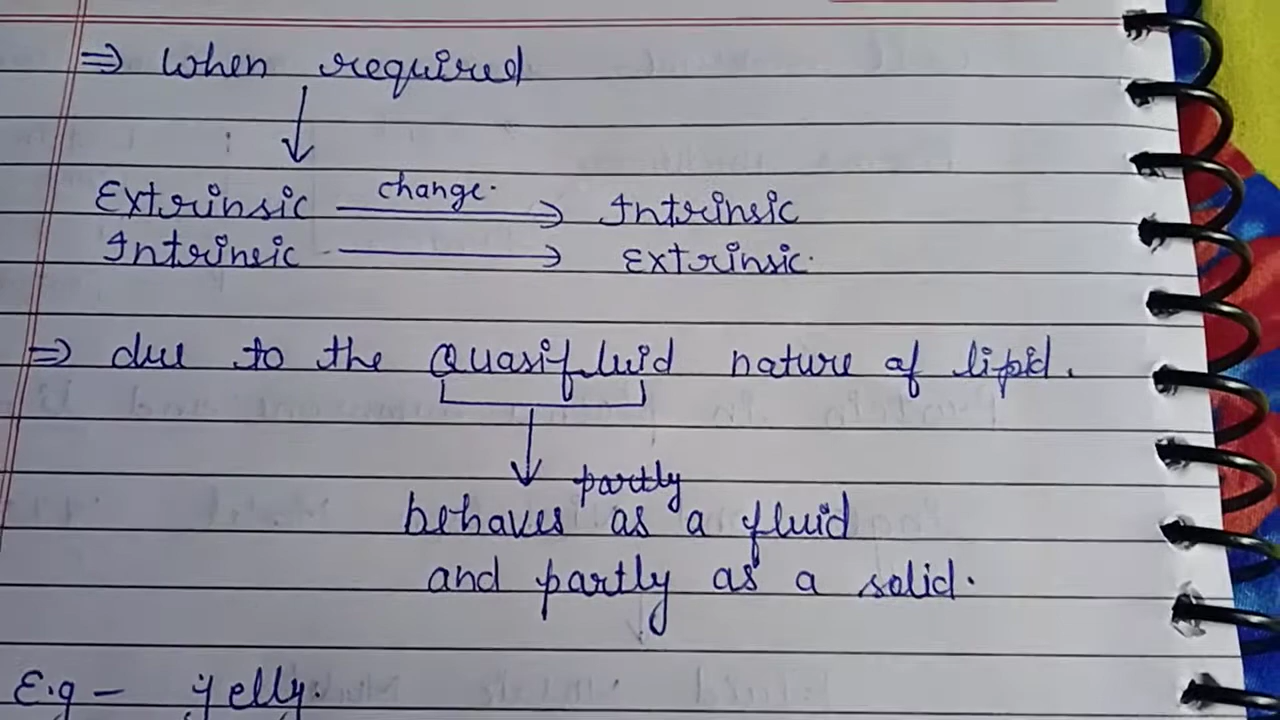 ⇒ When required
↓
Extrinsic change. → Intrinsic
Intrinsic → Extrinsic.
⇒ due to the Quasifluid nature of lipid.
↓
partly
behaves as a fluid
and partly as a solid.
E.g – jelly.